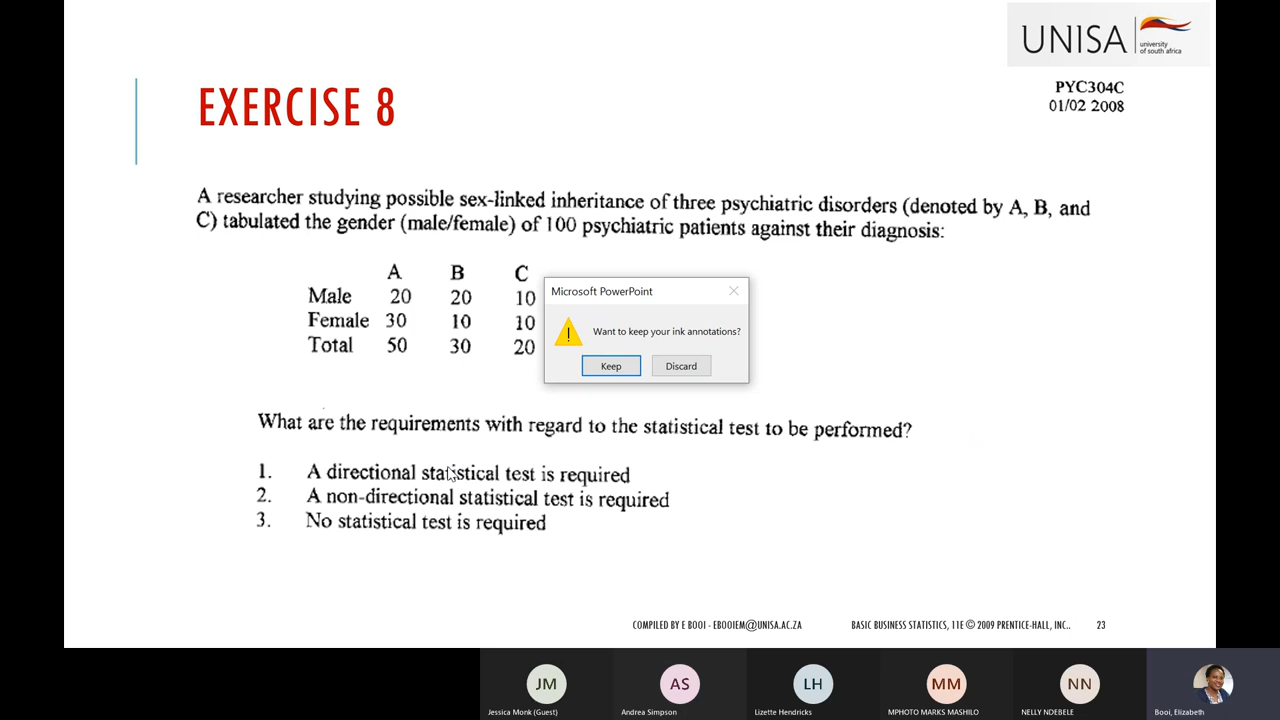 UNISA
university
of south africa
PYC304C
01/02 2008
EXERCISE 8
A researcher studying possible sex-linked inheritance of three psychiatric disorders (denoted by A, B, and
C) tabulated the gender (male/female) of 100 psychiatric patients against their diagnosis:
A B C
Male 20 20 10
Female 30 10 10
Total 50 30 20
Microsoft PowerPoint
Want to keep your ink annotations?
Keep Discard
What are the requirements with regard to the statistical test to be performed?
1. A directional statistical test is required
2. A non-directional statistical test is required
3. No statistical test is required
COMPILED BY E BOOI - EBOOIEM@UNISA.AC.ZA BASIC BUSINESS STATISTICS, 11E © 2009 PRENTICE-HALL, INC.. 23
JM AS LH MM NN
Jessica Monk (Guest) Andrea Simpson Lizette Hendricks MPHOTO MARKS MASHILO NELLY NDEBELE Booi, Elizabeth